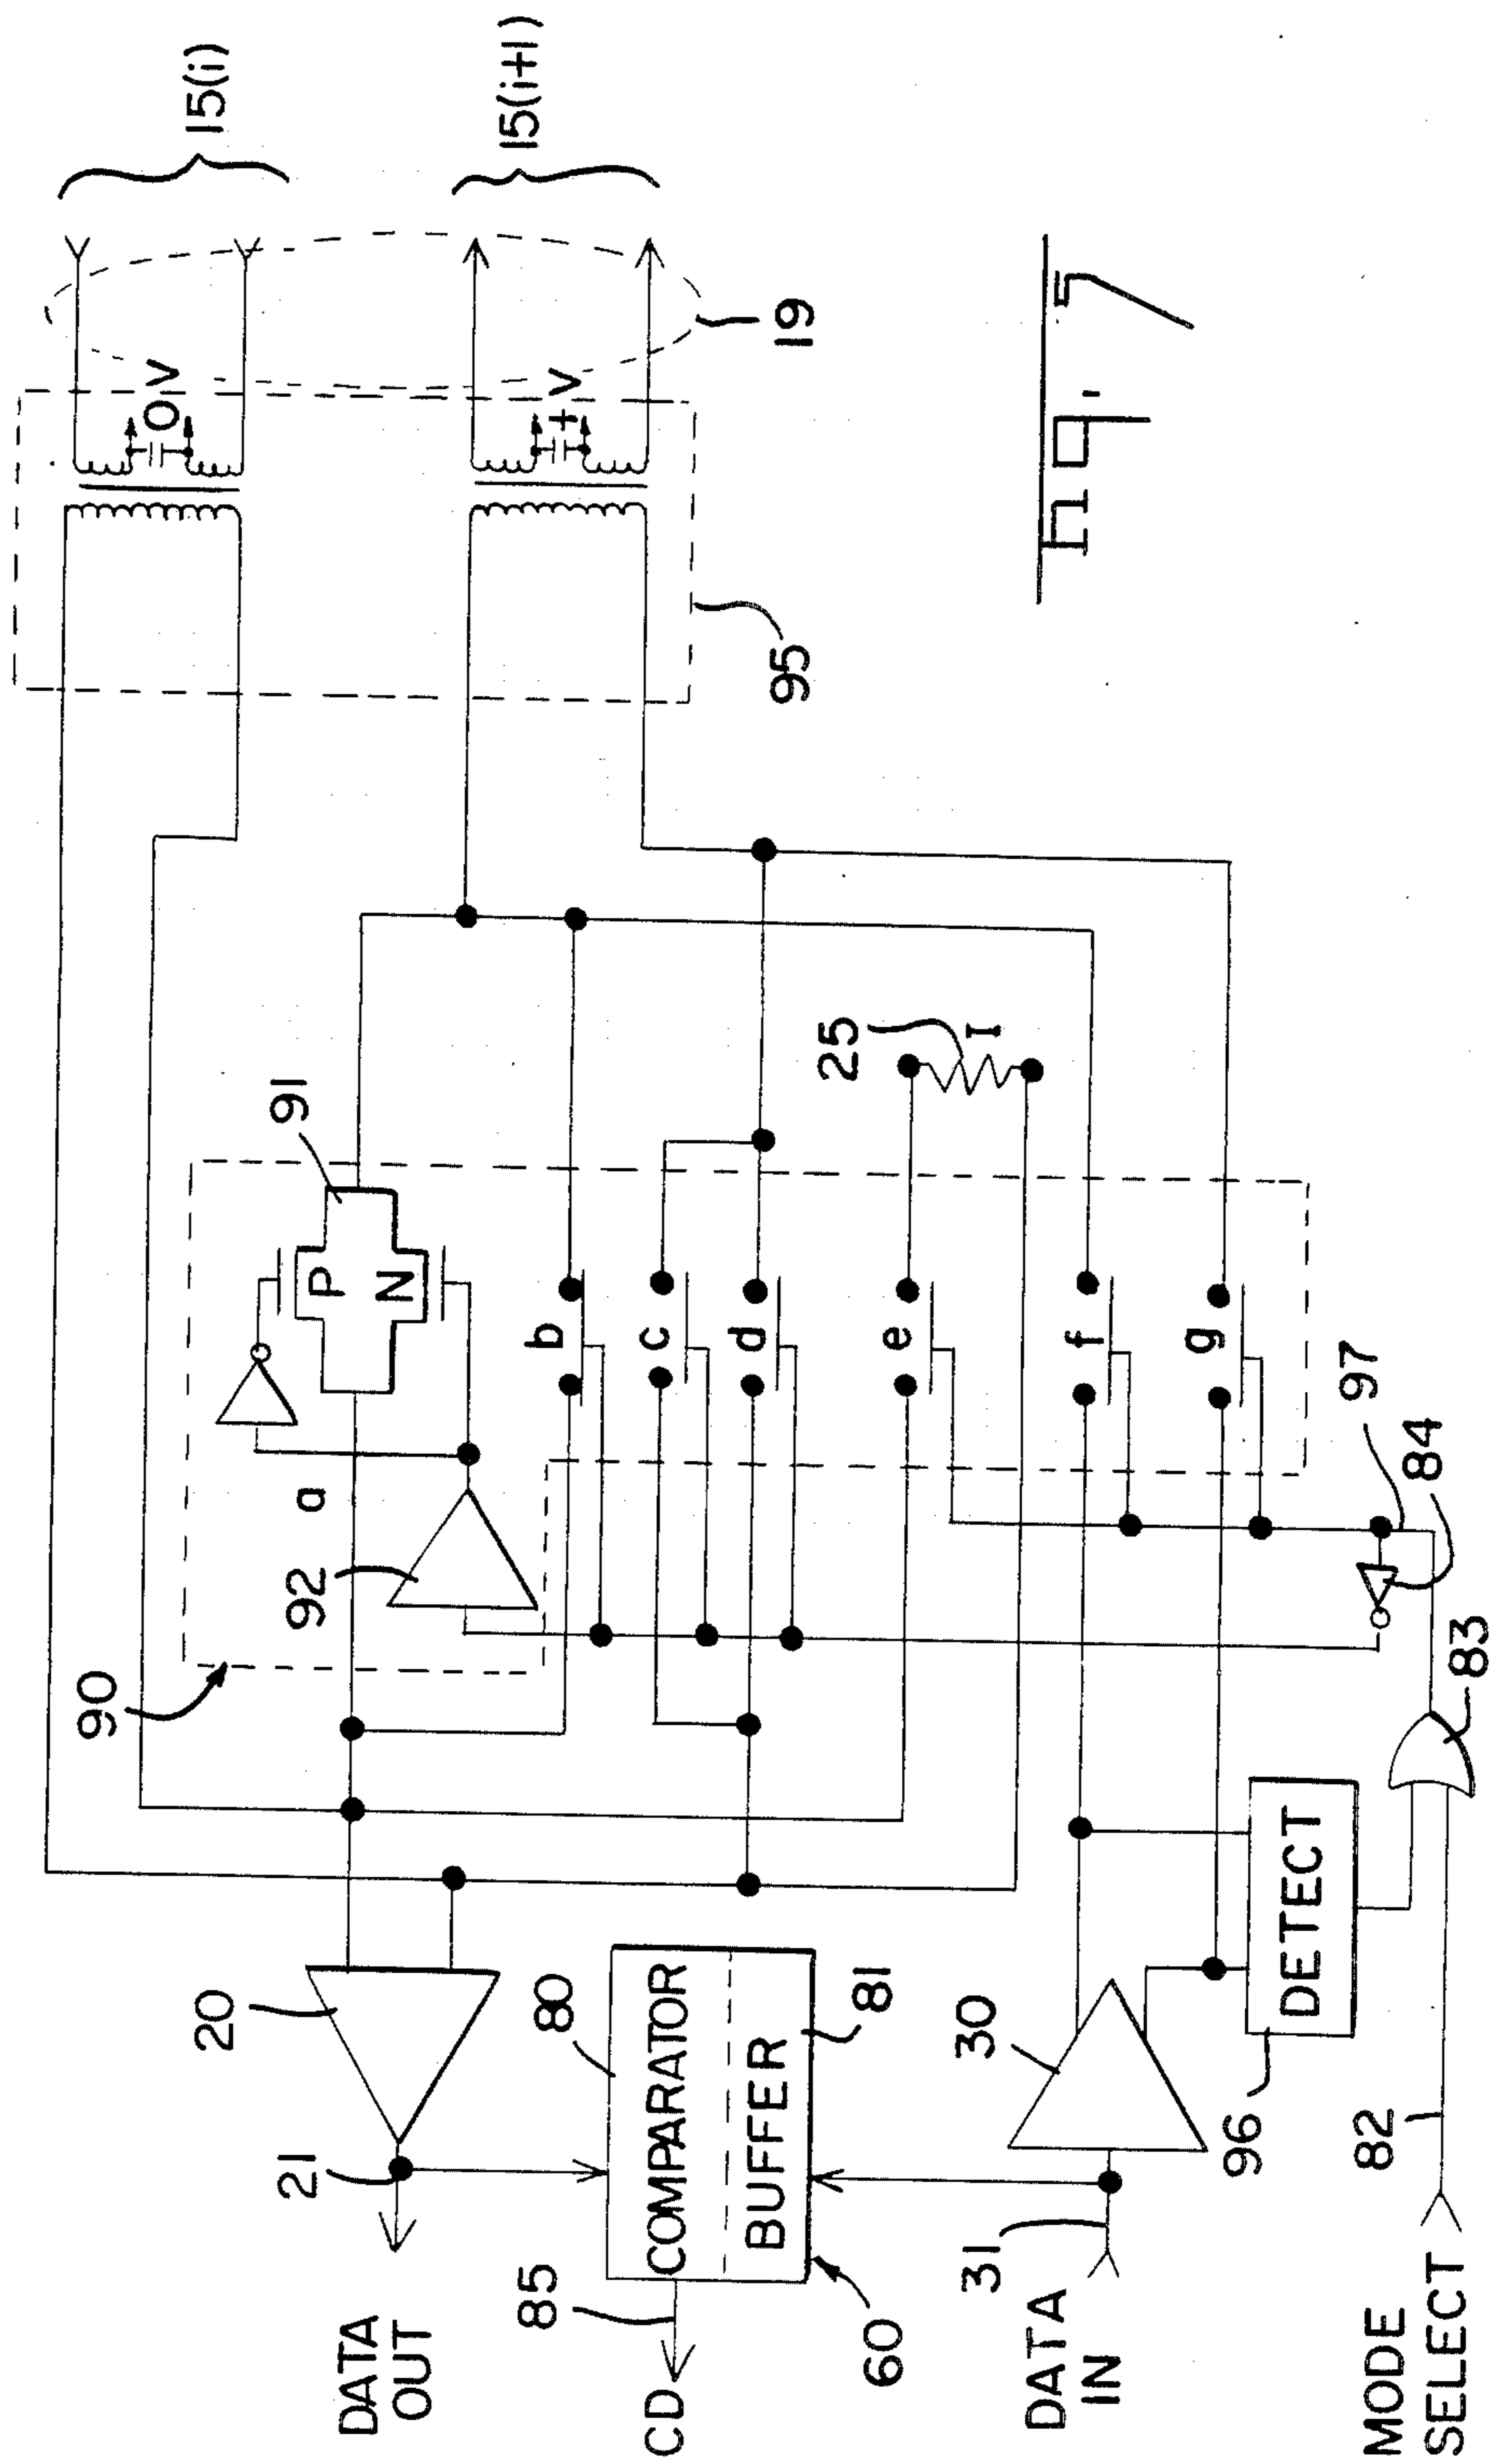 15(i)
15(i+1)
19
0V
+V
95
Fig. 7
91
25
I
P
N
a
b
c
d
e
f
g
97
84
92
90
83
20
80
COMPARATOR
BUFFER
81
30
DETECT
96
21
85
60
31
82
DATA
OUT
CD
DATA
IN
MODE
SELECT